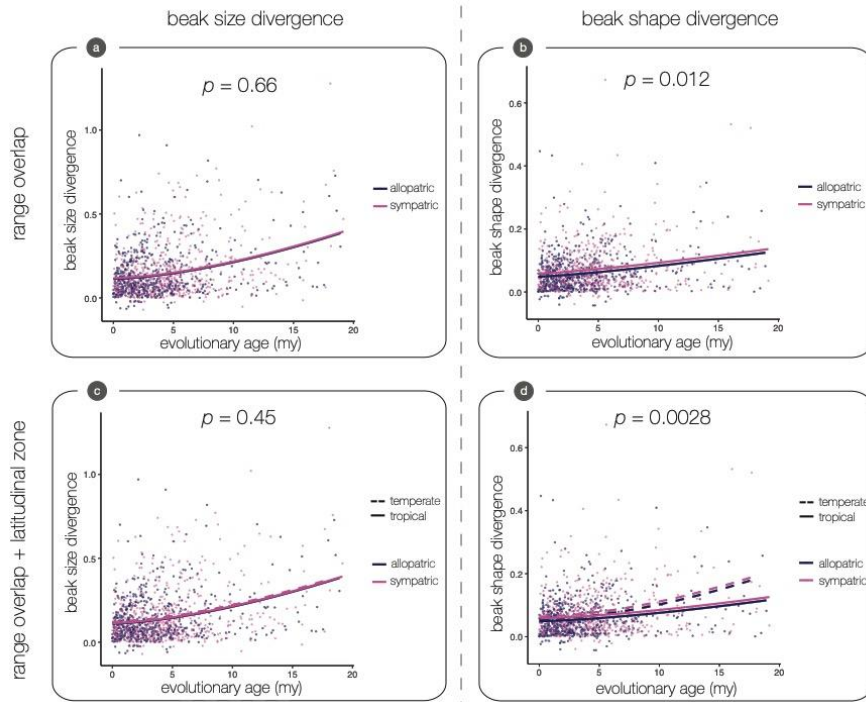 beak size divergence
beak shape divergence
range overlap
a
p = 0.66
beak size divergence
1.0
0.5
0.0
allopatric
sympatric
0
5
10
15
20
evolutionary age (my)
b
p = 0.012
beak shape divergence
0.6
0.4
0.2
0.0
allopatric
sympatric
0
5
10
15
20
evolutionary age (my)
range overlap + latitudinal zone
c
p = 0.45
beak size divergence
1.0
0.5
0.0
temperate
tropical
allopatric
sympatric
0
5
10
15
20
evolutionary age (my)
d
p = 0.0028
beak shape divergence
0.6
0.4
0.2
0.0
temperate
tropical
allopatric
sympatric
0
5
10
15
20
evolutionary age (my)